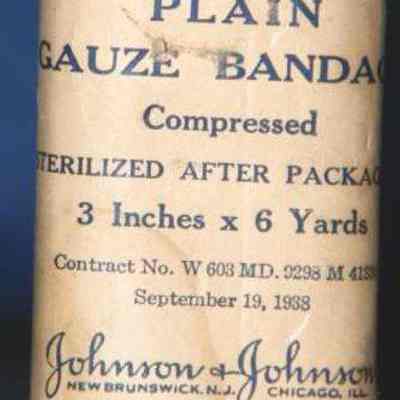 PLAIN
GAUZE BANDAG
Compressed
STERILIZED AFTER PACKAG
3 Inches x 6 Yards
Contract No. W 603 MD. 9298 M
September 19, 1938
Johnson & Johnson
NEW BRUNSWICK, N.J. CHICAGO, ILL.